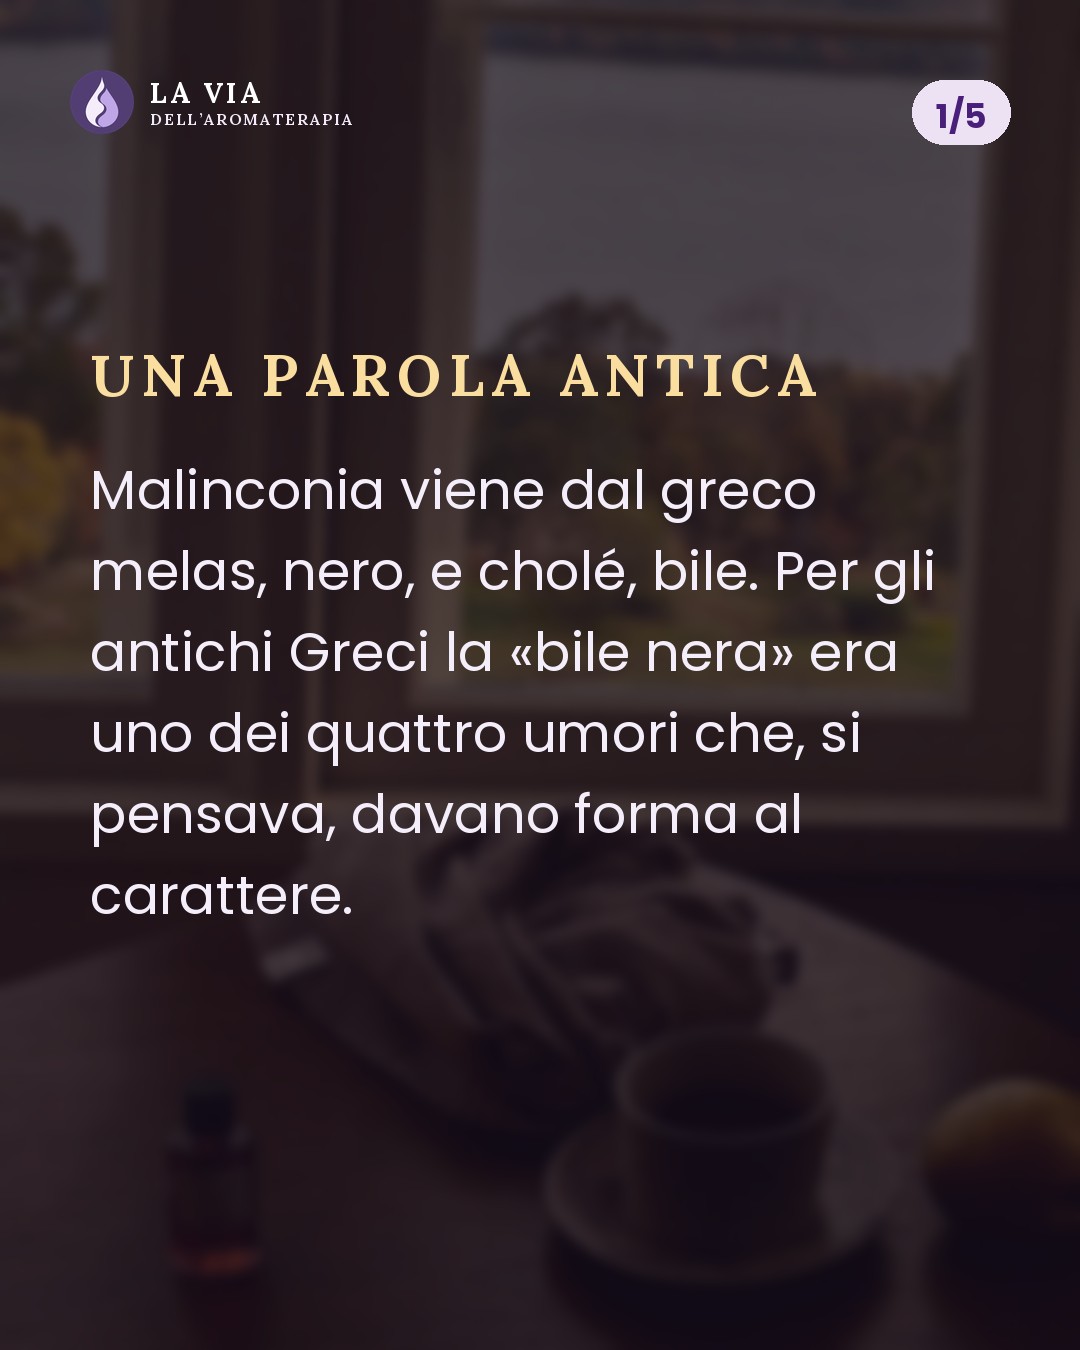 LA VIA
DELL'AROMATERAPIA
1/5
UNA PAROLA ANTICA
Malinconia viene dal greco
melas, nero, e cholé, bile. Per gli
antichi Greci la «bile nera» era
uno dei quattro umori che, si
pensava, davano forma al
carattere.